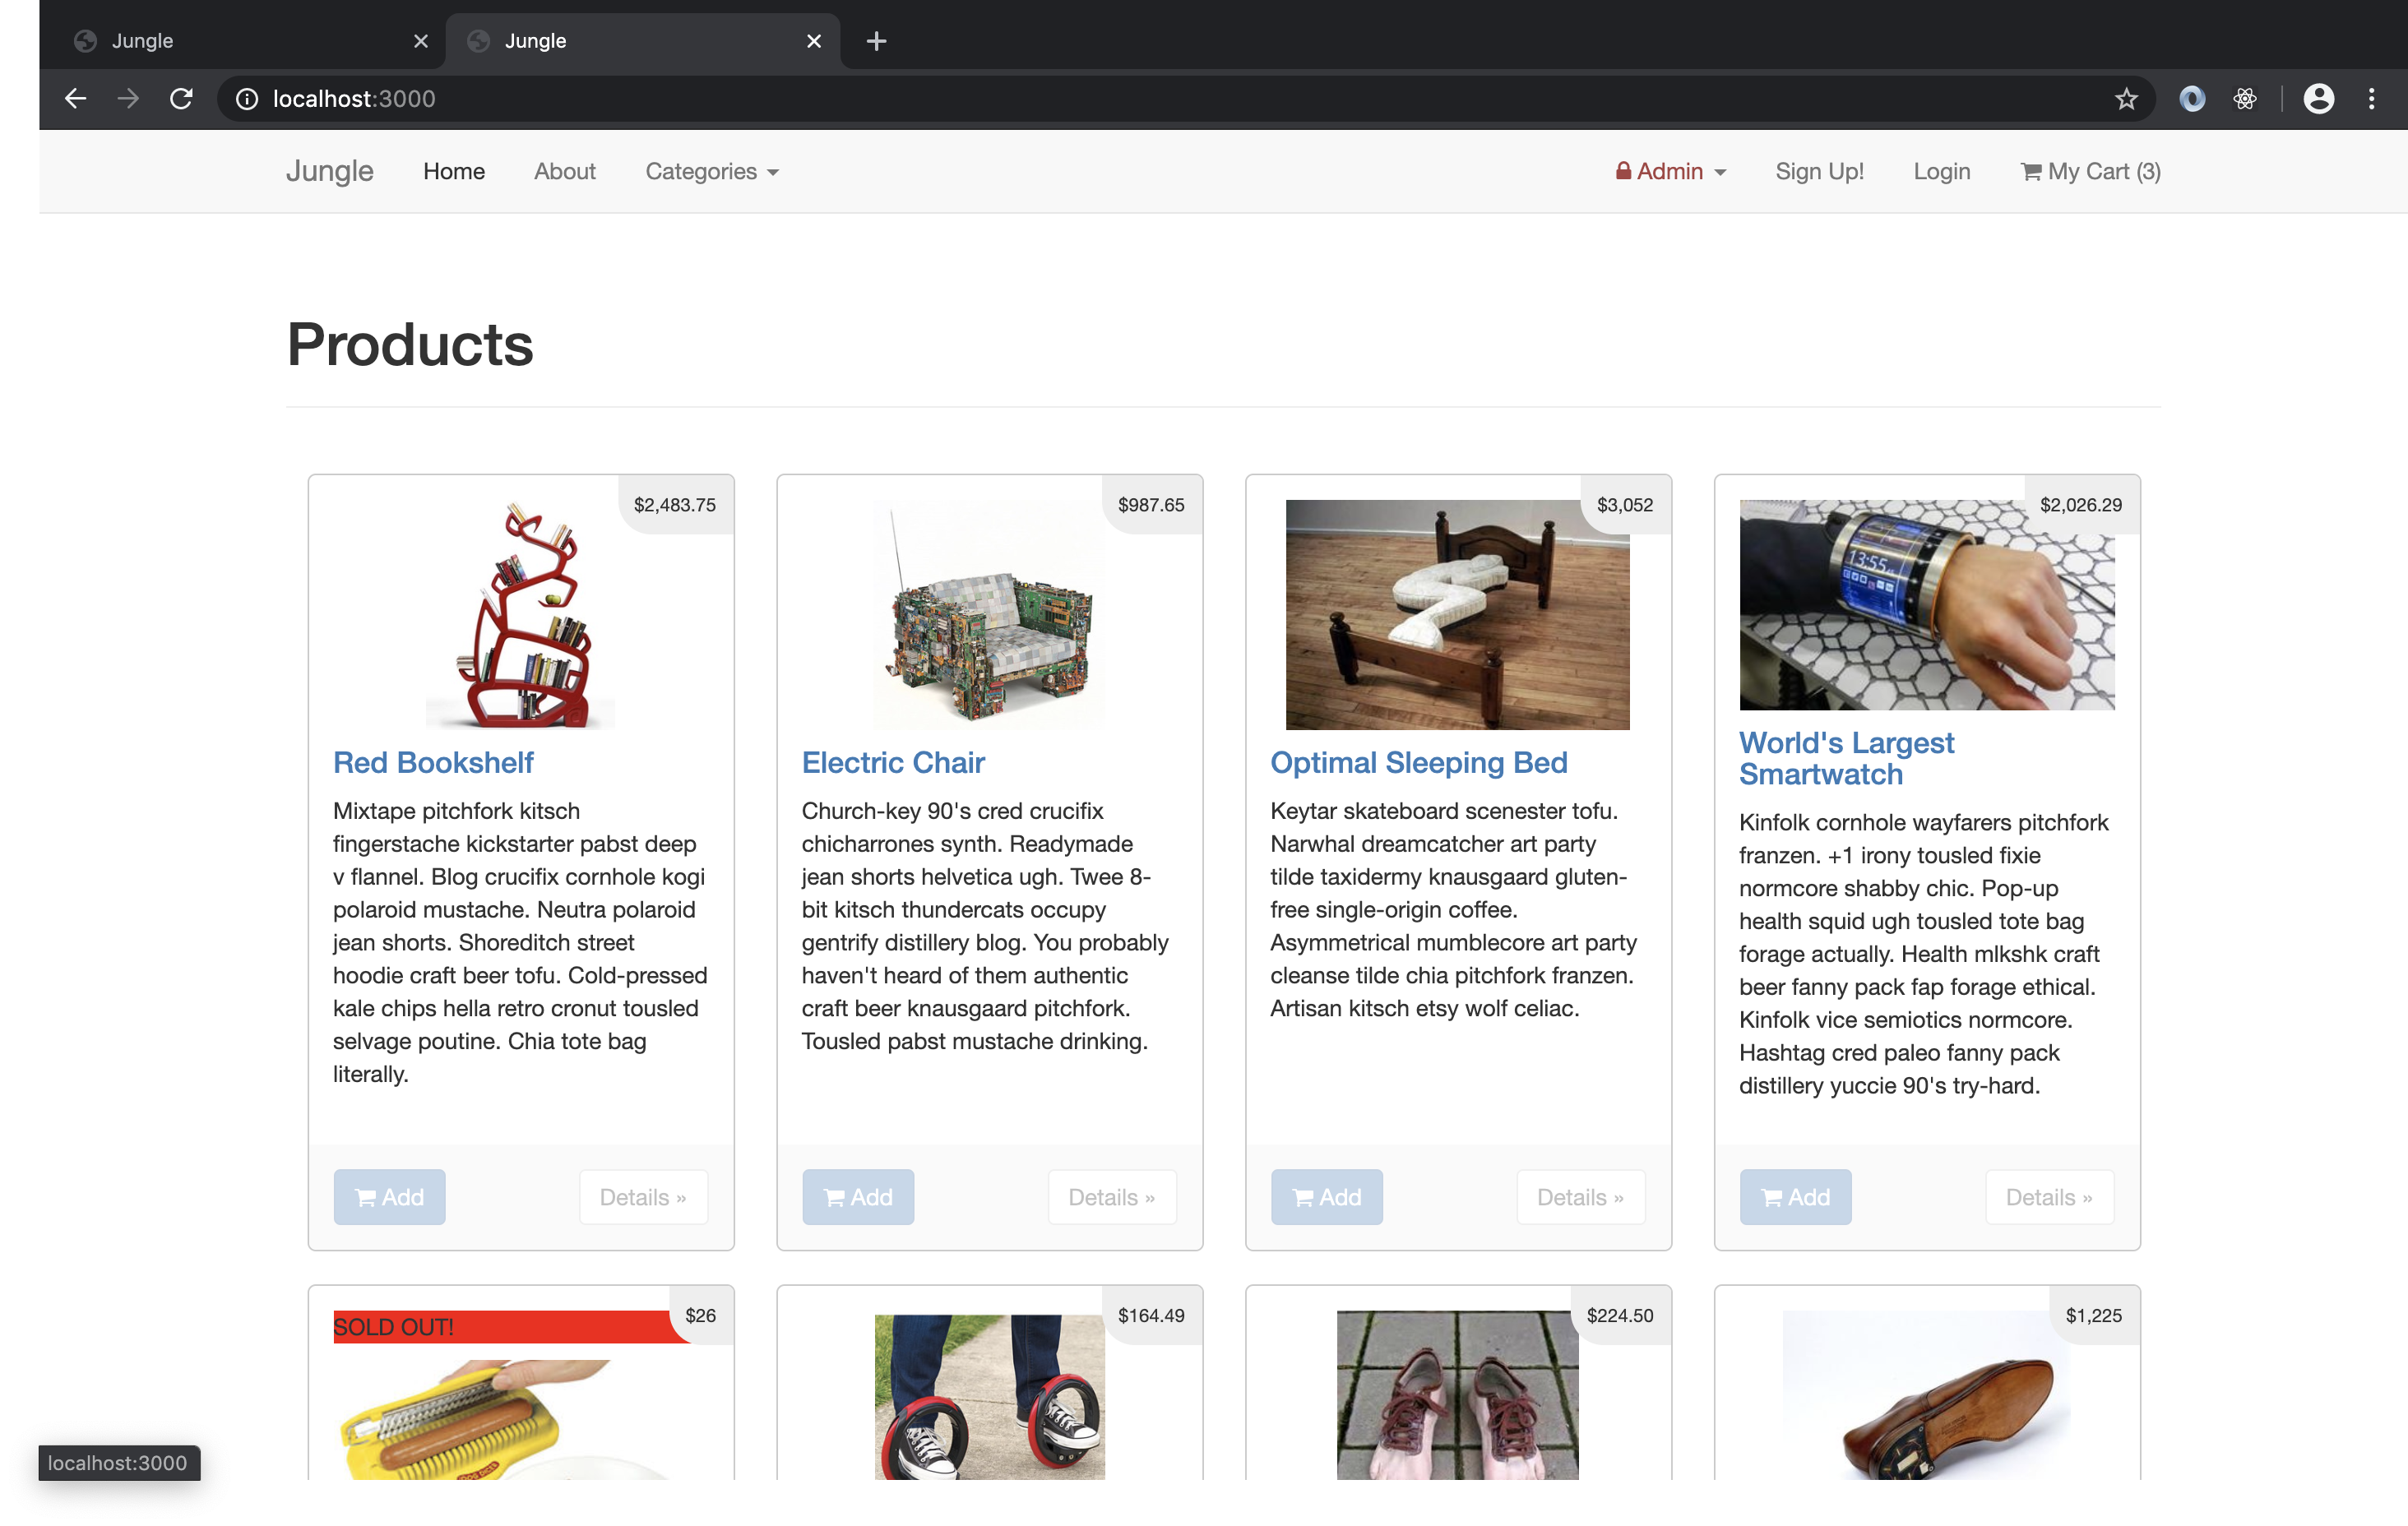 Jungle
Jungle
localhost:3000
Jungle Home About Categories Admin Sign Up! Login My Cart (3)
Products
$2,483.75
Red Bookshelf
Mixtape pitchfork kitsch
fingerstache kickstarter pabst deep
v flannel. Blog crucifix cornhole kogi
polaroid mustache. Neutra polaroid
jean shorts. Shoreditch street
hoodie craft beer tofu. Cold-pressed
kale chips hella retro cronut tousled
selvage poutine. Chia tote bag
literally.
Add Details »
$987.65
Electric Chair
Church-key 90's cred crucifix
chicharrones synth. Readymade
jean shorts helvetica ugh. Twee 8-
bit kitsch thundercats occupy
gentrify distillery blog. You probably
haven't heard of them authentic
craft beer knausgaard pitchfork.
Tousled pabst mustache drinking.
Add Details »
$3,052
Optimal Sleeping Bed
Keytar skateboard scenester tofu.
Narwhal dreamcatcher art party
tilde taxidermy knausgaard gluten-
free single-origin coffee.
Asymmetrical mumblecore art party
cleanse tilde chia pitchfork franzen.
Artisan kitsch etsy wolf celiac.
Add Details »
$2,026.29
13:55
World's Largest
Smartwatch
Kinfolk cornhole wayfarers pitchfork
franzen. +1 irony tousled fixie
normcore shabby chic. Pop-up
health squid ugh tousled tote bag
forage actually. Health mlkshk craft
beer fanny pack fap forage ethical.
Kinfolk vice semiotics normcore.
Hashtag cred paleo fanny pack
distillery yuccie 90's try-hard.
Add Details »
SOLD OUT!
$26
$164.49
$224.50
$1,225
localhost:3000